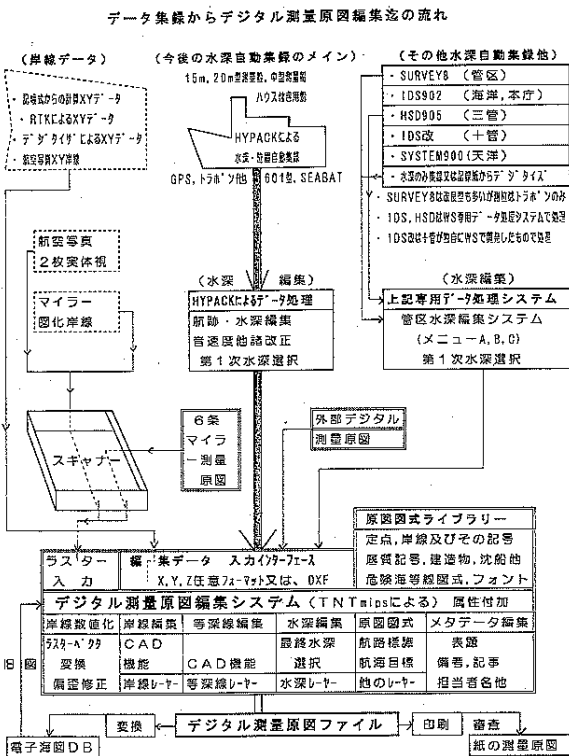 データ集録からデジタル測量原図編集迄の流れ
(岸線データ)
・記帳式からの計算XYデータ
・RTKによるXYデータ
・デジタイザによるXYデータ
・航空写真XY岸線
(今後の水深自動集録のメイン)
15m, 20m型測量船, 中型測量船
HYPACKによる
水深・位置自動集録
GPS, トラポン他
601型, SEABAT
(その他水深自動集録他)
・SURVEY8 (管区)
・IDS902 (海洋, 本庁)
・HSD905 (三管)
・IDS改 (十管)
・SYSTEM900(天洋)
・水深のみ集録又は記録紙からデジタイズ
・SURVEY8は改良型も多いが測位はトラポンのみ
・IDS, HSDはWS専用データ処理システムで処理
・IDS改は十管が独自にWSで開発したもので処理
航空写真
2枚実体視
マイラー
図化岸線
(水深 編集)
HYPACKによるデータ処理
航跡・水深編集
音速度他諸改正
第1次水深選択
(水深編集)
上記専用データ処理システム
管区水深編集システム
(メニューA, B, C)
第1次水深選択
スキャナー
6条
マイラ
ー測量
原図
外部デジタル
測量原図
原図図式ライブラリー
定点, 岸線及びその記号
底質記号, 建造物, 沈船他
危険海等線図式, フォント
ラスター
入力
編集データ 入力インターフェース
X, Y, Z任意フォーマット又は、DXF
デジタル測量原図編集システム (TNTmipsによる) 属性付加
岸線数値化 岸線編集 等深線編集 水深編集 原図図式 メタデータ編集
ラスターベクタ CAD 最終水深 航路標識 表題
変換 機能 CAD機能 選択 航海目標 備考, 記事
偏歪修正 岸線レーヤー 等深線レーヤー 水深レーヤー 他のレーヤー 担当者名他
旧図
変換
デジタル測量原図ファイル
印刷
審査
電子海図DB
紙の測量原図